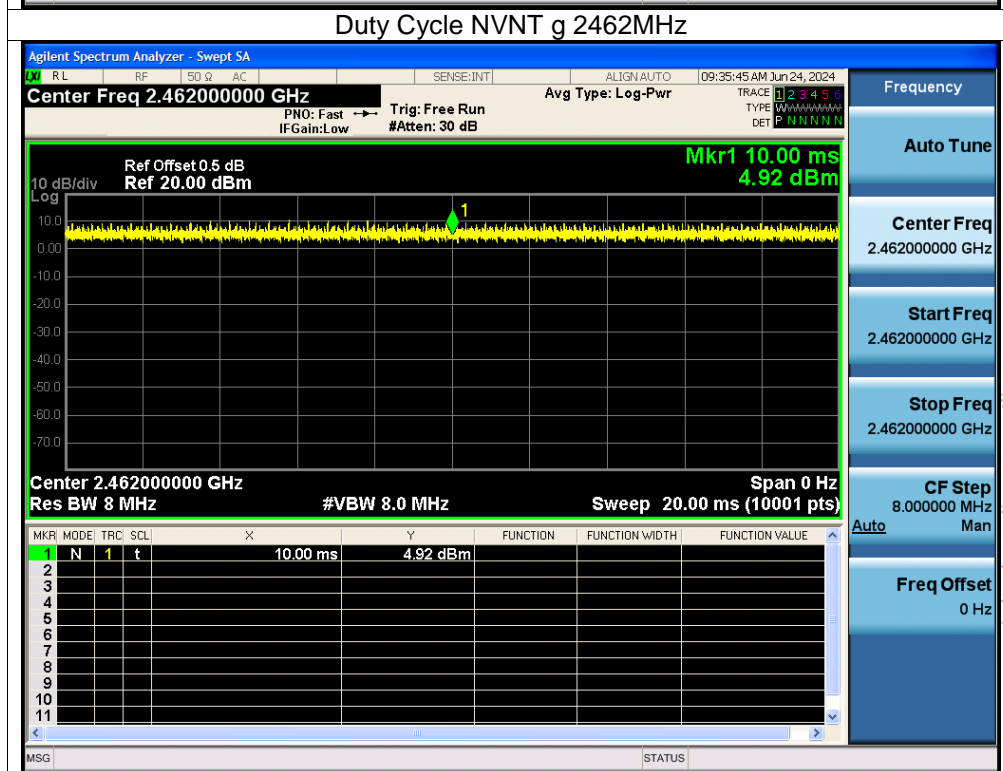 Duty Cycle NVNT g 2462MHz
Agilent Spectrum Analyzer - Swept SA
LXI RL RF 50 Ω AC SENSE:INT ALIGN AUTO 09:35:45 AM Jun 24, 2024
Center Freq 2.462000000 GHz Avg Type: Log-Pwr TRACE 1 2 3 4 5 6
PNO: Fast Trig: Free Run TYPE WWWWWW
IFGain:Low #Atten: 30 dB DET P N N N N N
Frequency
Auto Tune
Mkr1 10.00 ms
4.92 dBm
Ref Offset 0.5 dB
10 dB/div Ref 20.00 dBm
Log
1
10.0
0.00
-10.0
-20.0
-30.0
-40.0
-50.0
-60.0
-70.0
Center 2.462000000 GHz Span 0 Hz
Res BW 8 MHz #VBW 8.0 MHz Sweep 20.00 ms (10001 pts)
Center Freq
2.462000000 GHz
Start Freq
2.462000000 GHz
Stop Freq
2.462000000 GHz
CF Step
8.000000 MHz
Auto Man
Freq Offset
0 Hz
MKR MODE TRC SCL X Y FUNCTION FUNCTION WIDTH FUNCTION VALUE
1 N 1 t 10.00 ms 4.92 dBm
2
3
4
5
6
7
8
9
10
11
MSG STATUS